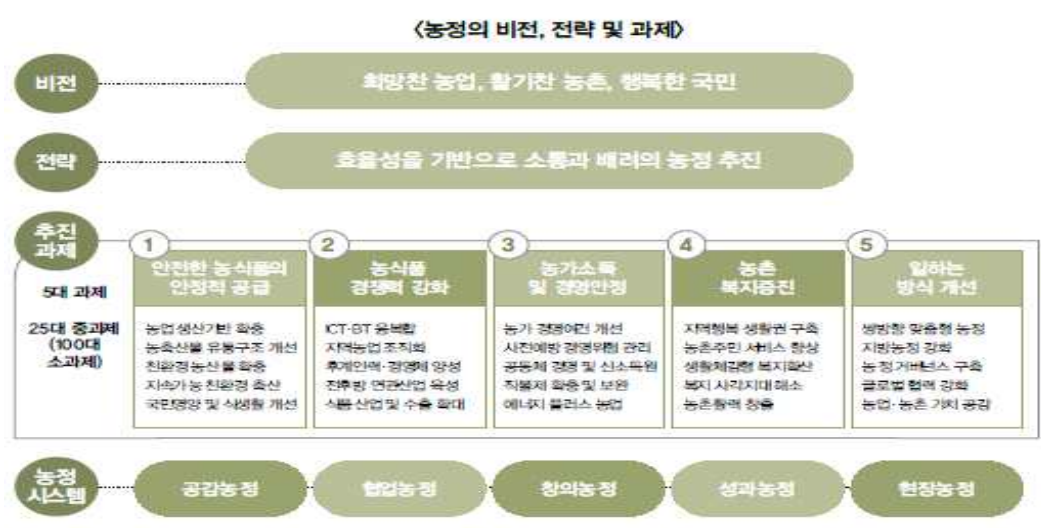 〈농정의 비전, 전략 및 과제〉
비전
희망찬 농업, 활기찬 농촌, 행복한 국민
전략
효율성을 기반으로 소통과 배려의 농정 추진
추진
과제
5대 과제
25대 중과제
(100대
소과제)
1
안전한 농식품의
안정적 공급
농업 생산기반 확충
농축산물 유통구조 개선
친환경 농산물 확충
지속가능 친환경 축산
국민영양 및 식생활 개선
2
농식품
경쟁력 강화
ICT·BT 융복합
지역농업 조직화
후계인력·경영체 양성
전후방 연관산업 육성
식품 산업 및 수출 확대
3
농가소득
및 경영안정
농가 경영여건 개선
사전예방 경영위험 관리
공동체 경영 및 신소득원
직불제 확충 및 보완
에너지 플러스 농업
4
농촌
복지증진
지역행복 생활권 구축
농촌주민 서비스 향상
생활체감형 복지확산
복지 사각지대 해소
농촌활력 창출
5
일하는
방식 개선
쌍방향 맞춤형 농정
지방농정 강화
농정거버넌스 구축
글로벌 협력 강화
농업·농촌 가치 공감
농정
시스템
공감농정
협업농정
창의농정
성과농정
현장농정